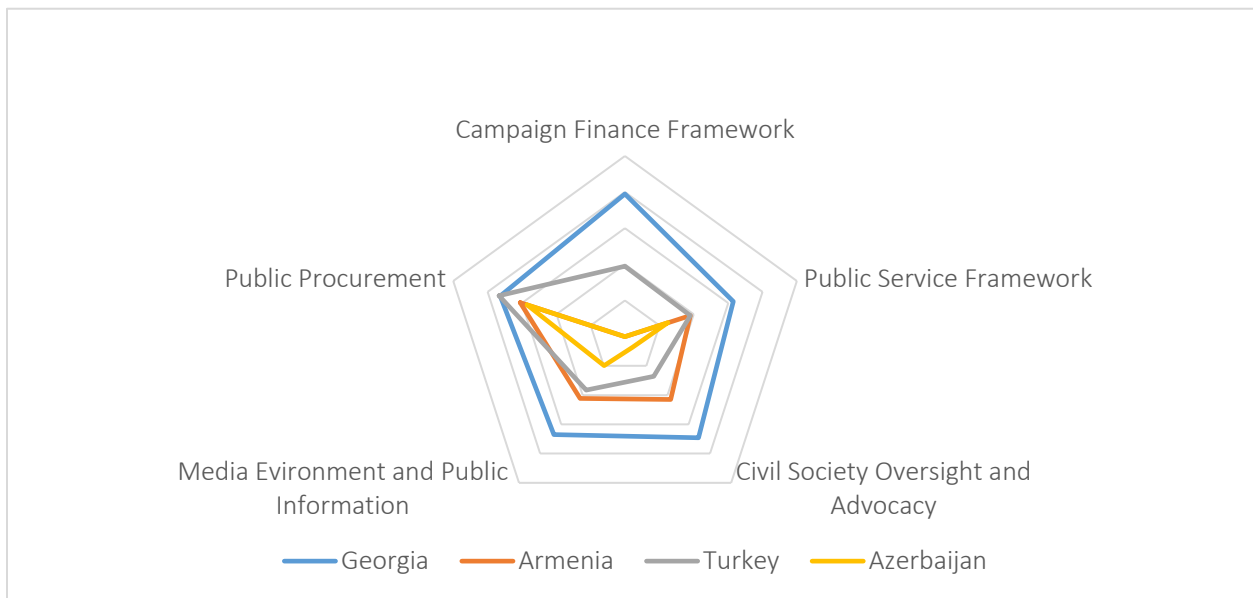 Campaign Finance Framework
Public Procurement
Public Service Framework
Media Evironment and Public
Information
Civil Society Oversight and
Advocacy
Georgia
Armenia
Turkey
Azerbaijan